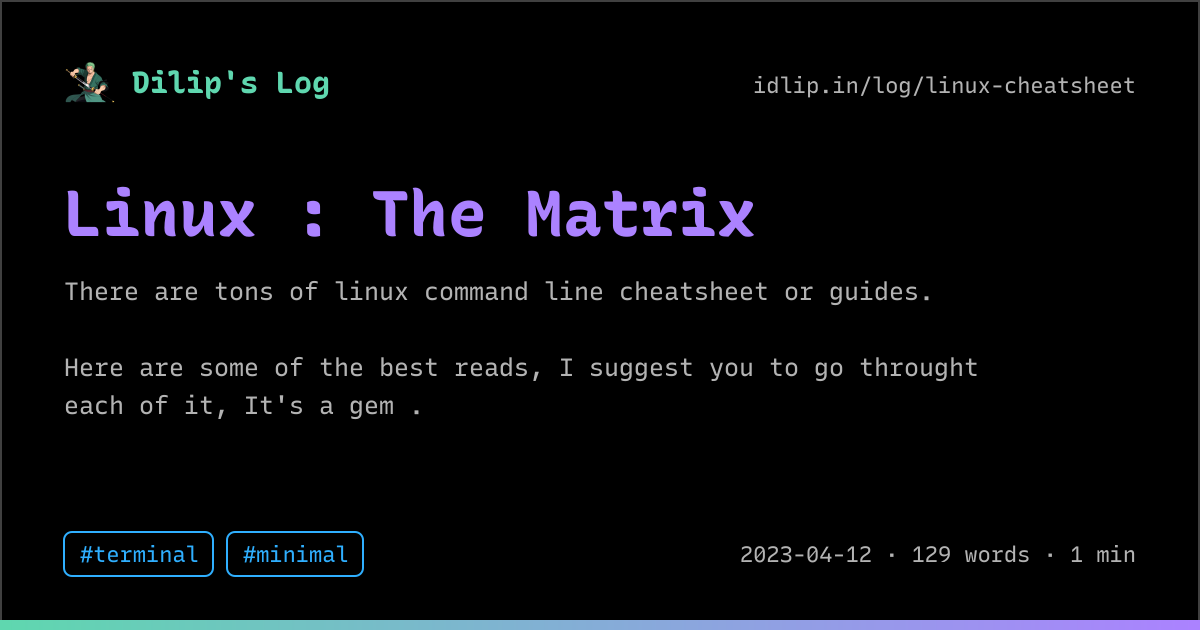 Dilip's Log
idlip.in/log/linux-cheatsheet
Linux : The Matrix
There are tons of linux command line cheatsheet or guides.
Here are some of the best reads, I suggest you to go throught
each of it, It's a gem .
#terminal #minimal
2023-04-12 · 129 words · 1 min